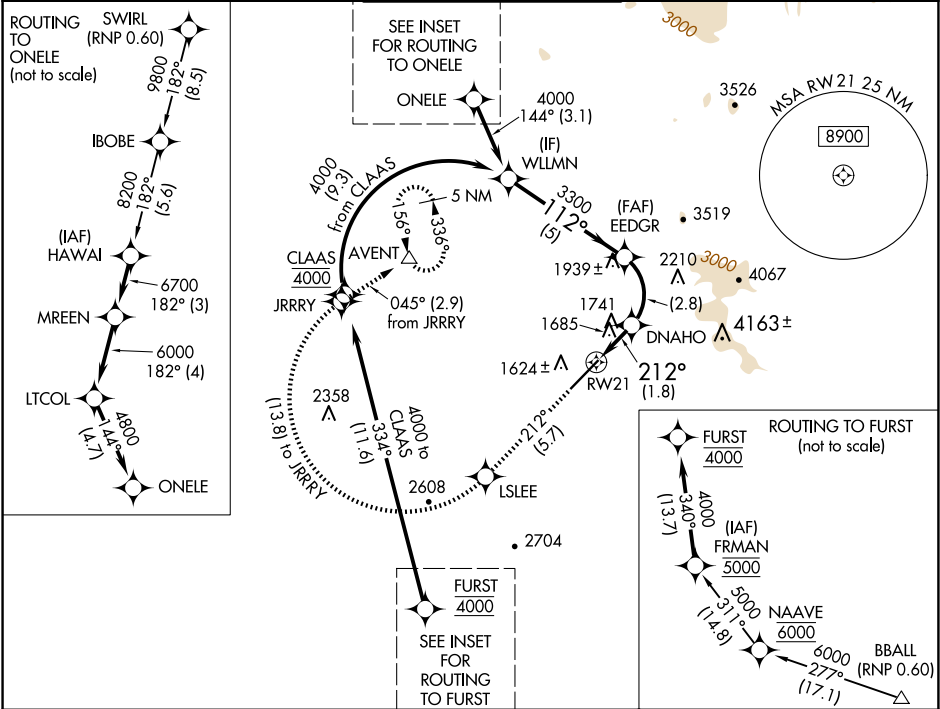 ROUTING
TO
ONELE
(not to scale)
SWIRL
(RNP 0.60)
9800
182°
(8.5)
IBOBE
8200
182°
(5.6)
(IAF)
HAWAI
6700
182° (3)
MREEN
6000
182° (4)
LTCOL
4800
144°
(4.7)
ONELE
SEE INSET
FOR ROUTING
TO ONELE
ONELE
4000
144° (3.1)
(IF)
WLLMN
4000
(9.3)
from CLAAS
5 NM
156°
336°
AVENT
CLAAS
4000
JRRRY
045° (2.9)
from JRRRY
3300
112°
(5)
(FAF)
EEDGR
1939 ±
(2.8)
1741
1685
DNAHO
1624 ±
RW21
212°
(1.8)
212°
(5.7)
LSLEE
2358
(13.8) to JRRRY
4000 to
CLAAS
334°
(11.6)
2608
2704
FURST
4000
SEE INSET
FOR
ROUTING
TO FURST
3000
3526
3519
3000
2210
4067
4163 ±
MSA RW 21 25 NM
8900
ROUTING TO FURST
(not to scale)
FURST
4000
4000
340°
(13.7)
(IAF)
FRMAN
5000
5000
311°
(14.8)
NAAVE
6000
6000
277°
(17.1)
BBALL
(RNP 0.60)